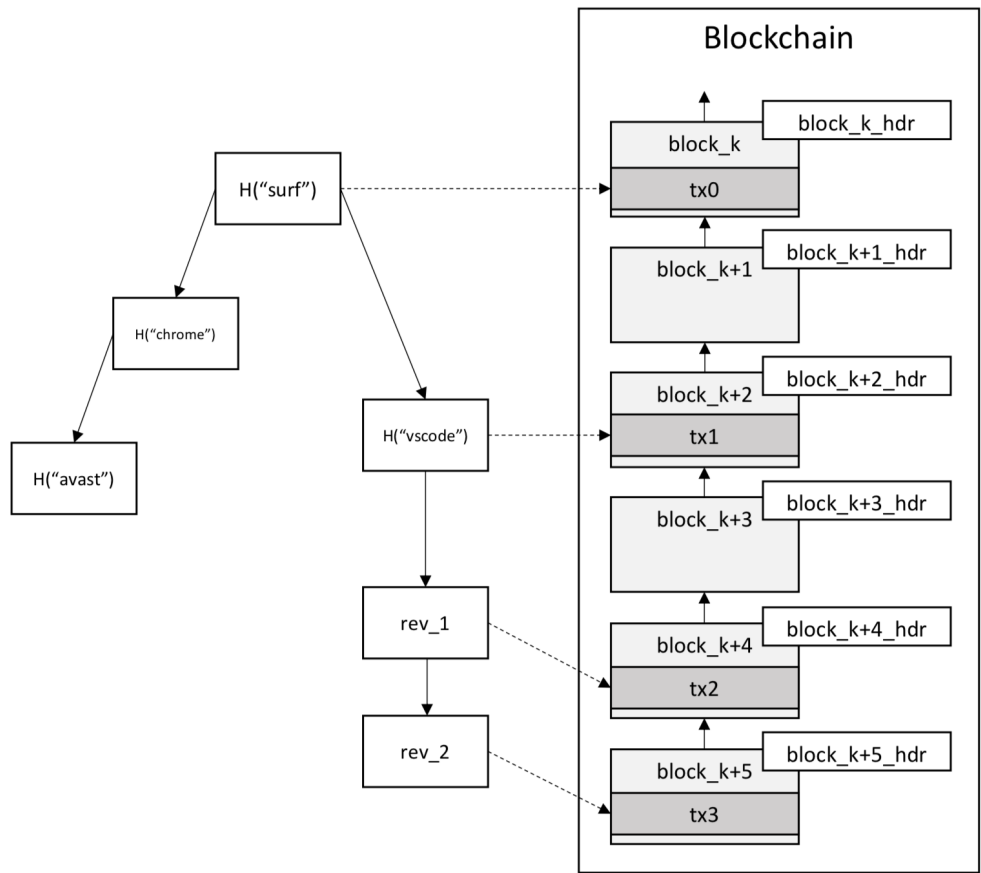 Blockchain
block_k_hdr
block_k
H(“surf”)
tx0
block_k+1_hdr
block_k+1
H(“chrome”)
block_k+2_hdr
block_k+2
H(“vscode”)
tx1
H(“avast”)
block_k+3_hdr
block_k+3
rev_1
block_k+4_hdr
block_k+4
tx2
rev_2
block_k+5_hdr
block_k+5
tx3